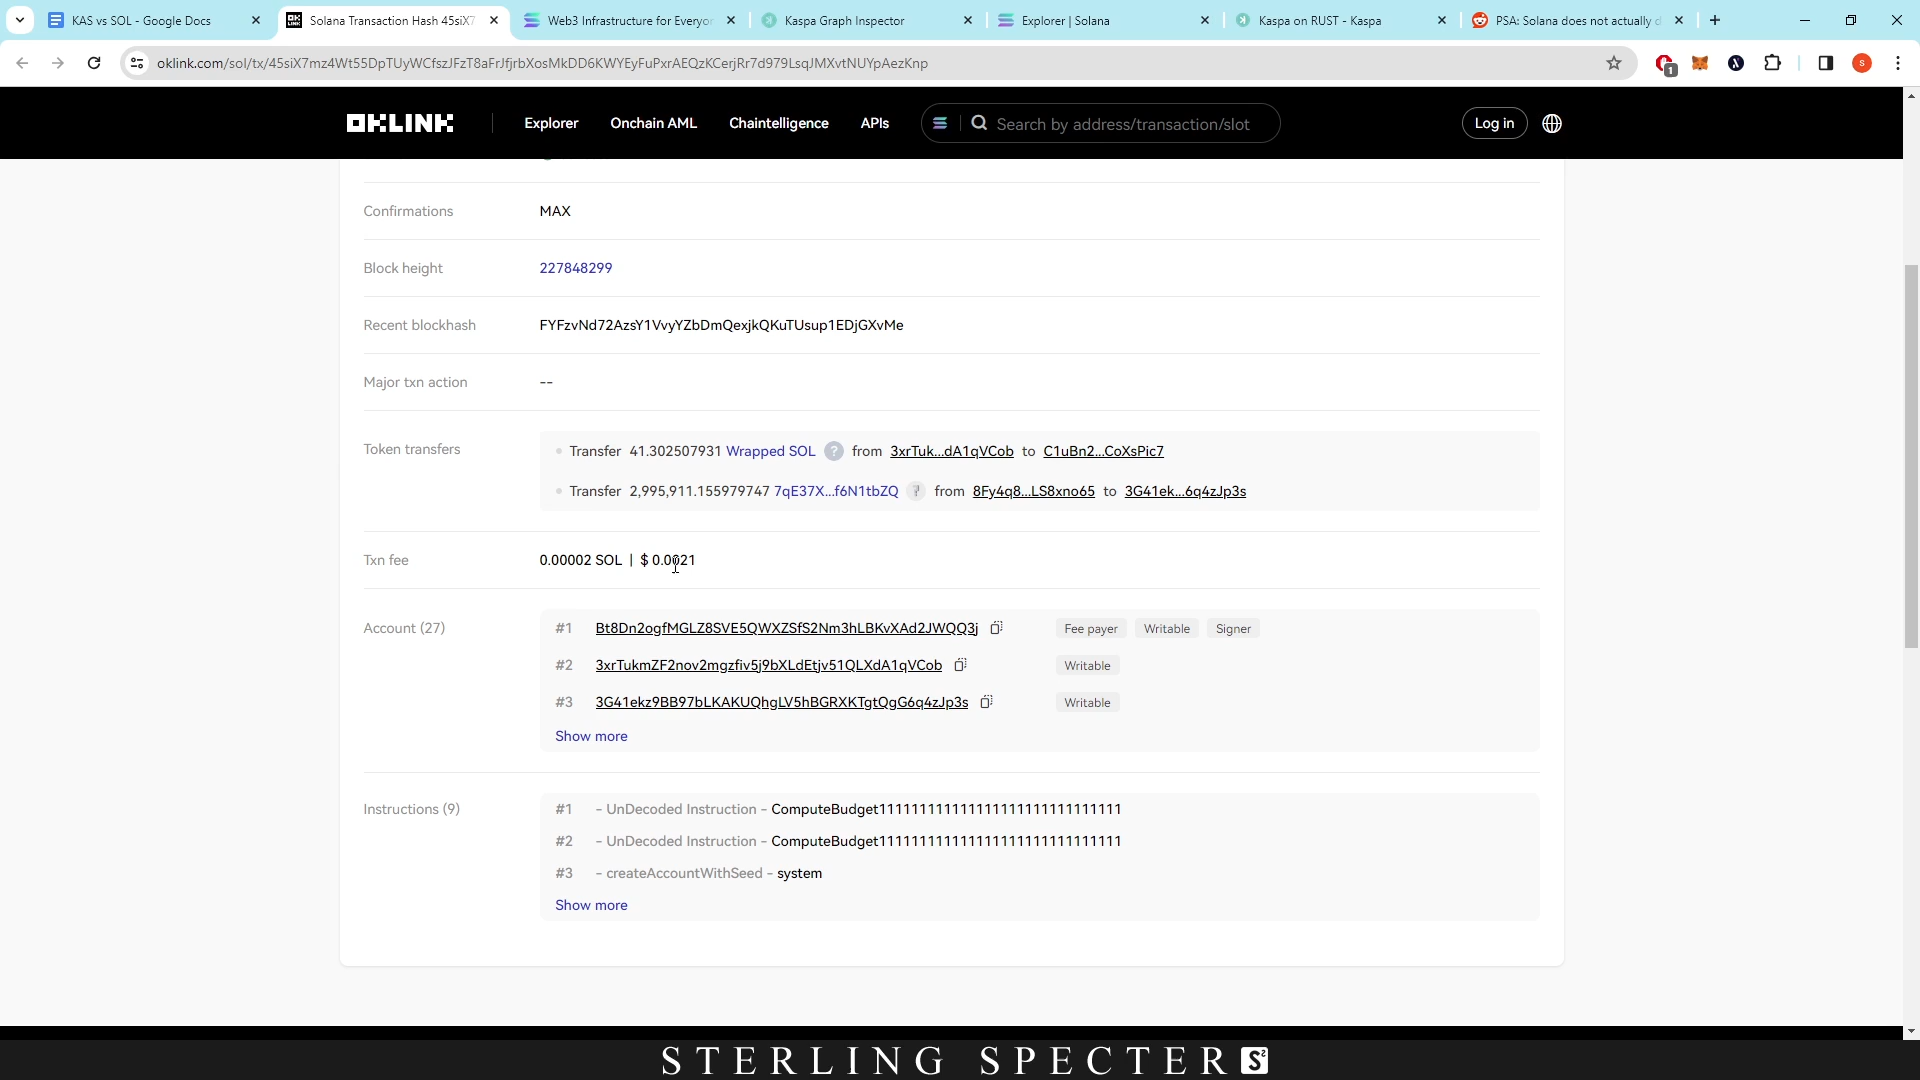 KAS vs SOL - Google Docs
Solana Transaction Hash 45siX7
Web3 Infrastructure for Everyo
Kaspa Graph Inspector
Explorer | Solana
Kaspa on RUST - Kaspa
PSA: Solana does not actually d
oklink.com/sol/tx/45siX7mz4Wt55DpTUyWCfszJFzT8aFrJfjrbXosMkDD6KWYEyFuPxrAEQzKCerjRr7d979LsqJMXvtNUYpAezKnp
1
S
OKLINK
Explorer
Onchain AML
Chaintelligence
APIs
Search by address/transaction/slot
Log in
Confirmations MAX
Block height 227848299
Recent blockhash FYFzvNd72AzsY1VvyYZbDmQexjkQKuTUsup1EDjGXvMe
Major txn action --
Token transfers Transfer 41.302507931 Wrapped SOL ? from 3xrTuk...dA1qVCob to C1uBn2...CoXsPic7
Transfer 2,995,911.155979747 7qE37X...f6N1tbZQ ? from 8Fy4q8...LS8xno65 to 3G41ek...6q4zJp3s
Txn fee 0.00002 SOL | $ 0.0021
Account (27) #1 Bt8Dn2ogfMGLZ8SVE5QWXZSfS2Nm3hLBKvXAd2JWQQ3j Fee payer Writable Signer
#2 3xrTukmZF2nov2mgzfiv5j9bXLdEtjv51QLXdA1qVCob Writable
#3 3G41ekz9BB97bLKAKUQhgLV5hBGRXKTgtQgG6q4zJp3s Writable
Show more
Instructions (9) #1 - UnDecoded Instruction - ComputeBudget111111111111111111111111111111
#2 - UnDecoded Instruction - ComputeBudget111111111111111111111111111111
#3 - createAccountWithSeed - system
Show more
STERLING SPECTER S²